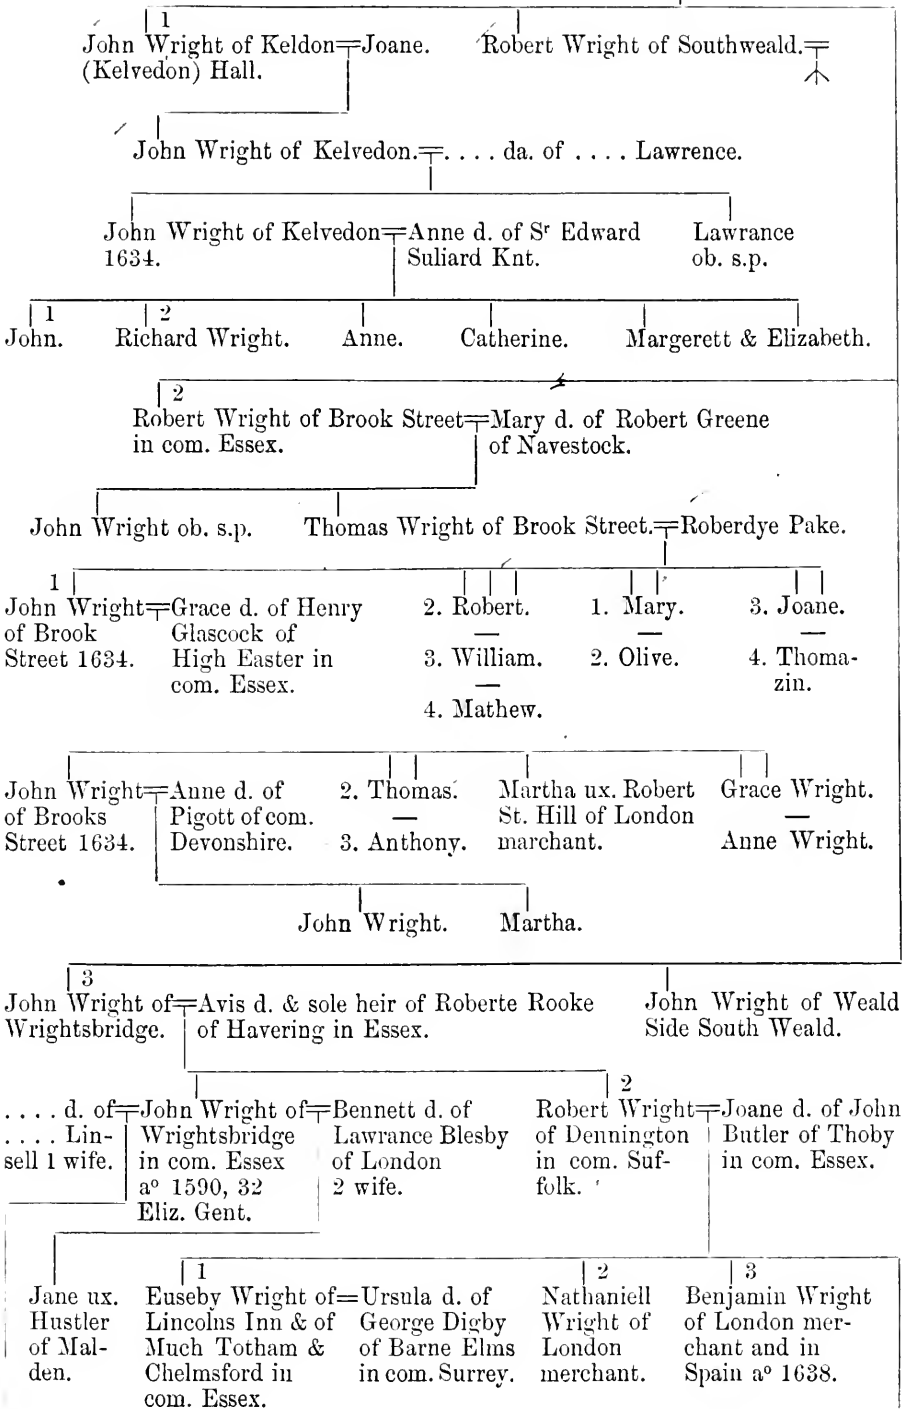 1
John Wright of Keldon=Joane. Robert Wright of Southweald.=
(Kelvedon) Hall.
John Wright of Kelvedon.=. . . . da. of . . . . Lawrence.
John Wright of Kelvedon=Anne d. of Sʳ Edward Lawrance
1634. Suliard Knt. ob. s.p.
1 2
John. Richard Wright. Anne. Catherine. Margerett & Elizabeth.
2
Robert Wright of Brook Street=Mary d. of Robert Greene
in com. Essex. of Navestock.
John Wright ob. s.p. Thomas Wright of Brook Street.=Roberdye Pake.
1
John Wright=Grace d. of Henry 2. Robert. 1. Mary. 3. Joane.
of Brook Glascock of — — —
Street 1634. High Easter in 3. William. 2. Olive. 4. Thoma-
com. Essex. — zin.
4. Mathew.
John Wright=Anne d. of 2. Thomas. Martha ux. Robert Grace Wright.
of Brooks Pigott of com. — St. Hill of London —
Street 1634. Devonshire. 3. Anthony. marchant. Anne Wright.
John Wright. Martha.
3
John Wright of=Avis d. & sole heir of Roberte Rooke John Wright of Weald
Wrightsbridge. of Havering in Essex. Side South Weald.
2
. . . . d. of=John Wright of=Bennett d. of Robert Wright=Joane d. of John
. . . . Lin- Wrightsbridge Lawrance Blesby of Dennington Butler of Thoby
sell 1 wife. in com. Essex of London in com. Suf- in com. Essex.
aº 1590, 32 2 wife. folk.
Eliz. Gent.
1 2 3
Jane ux. Euseby Wright of=Ursula d. of Nathaniell Benjamin Wright
Hustler Lincolns Inn & of George Digby Wright of of London mer-
of Mal- Much Totham & of Barne Elms London chant and in
den. Chelmsford in in com. Surrey. merchant. Spain aº 1638.
com. Essex.